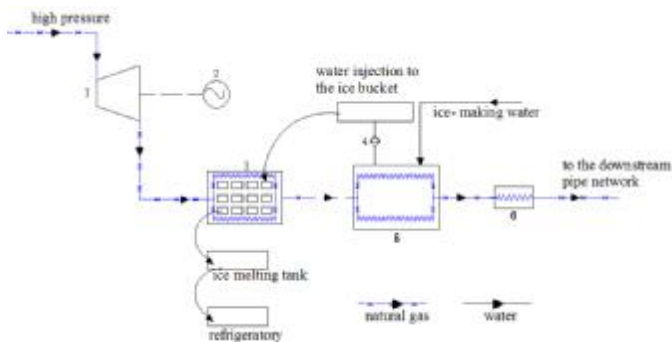 high pressure
1
2
water injection to
the ice bucket
ice- making water
4
3
to the downstream
pipe network
6
5
ice melting tank
refrigeratory
natural gas
water